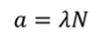 a = λN